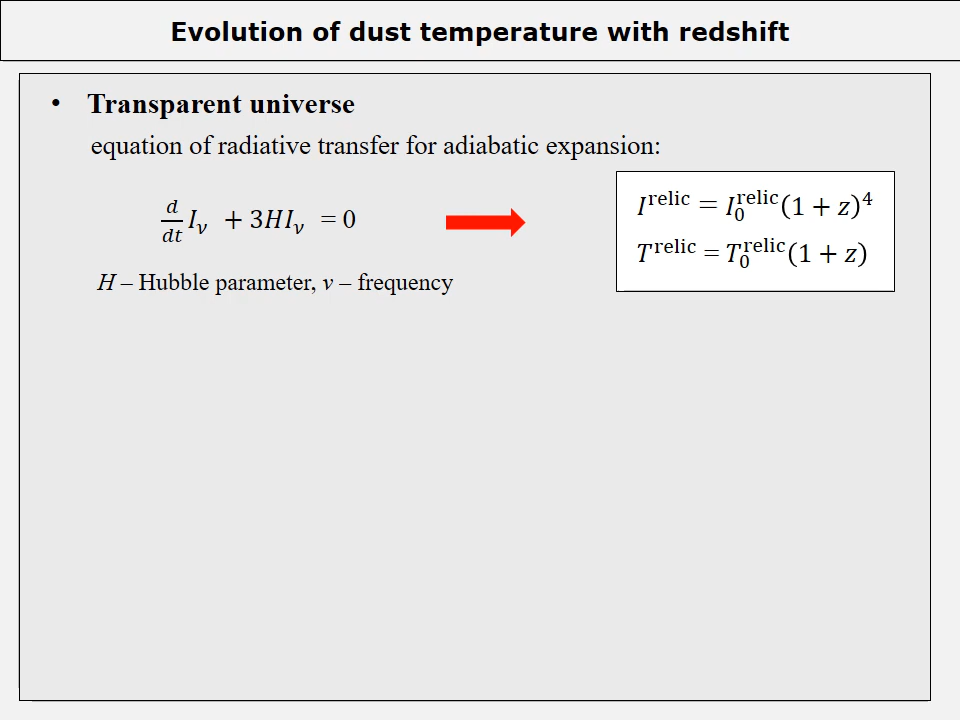 Evolution of dust temperature with redshift
• Transparent universe
equation of radiative transfer for adiabatic expansion:
d/dt I_ν + 3HI_ν = 0
I^relic = I_0^relic (1 + z)^4
T^relic = T_0^relic (1 + z)
H – Hubble parameter, ν – frequency